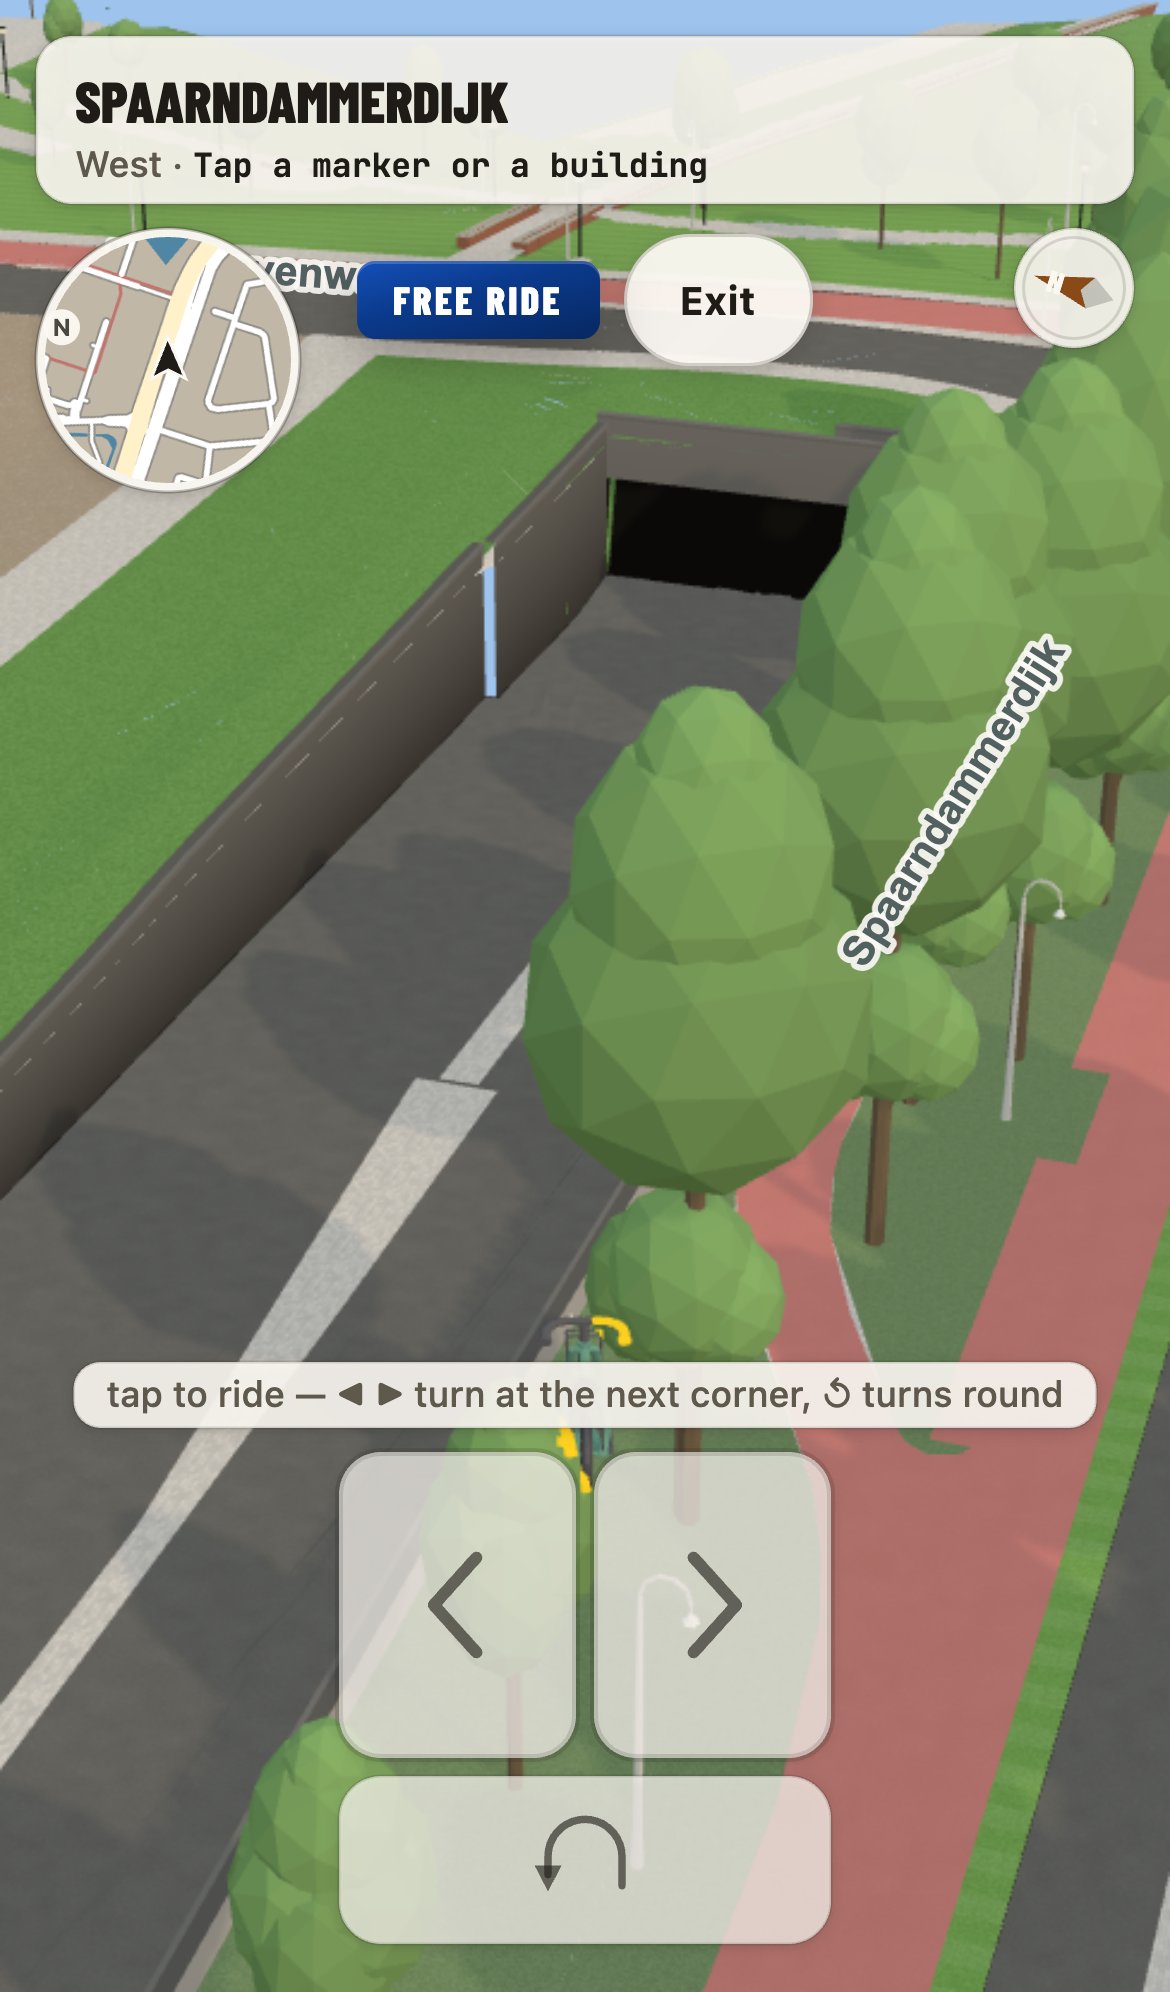 SPAARNDAMMERDIJK
West · Tap a marker or a building
N
FREE RIDE
Exit
N
Spaarndammerdijk
tap to ride — ◀ ▶ turn at the next corner, ↺ turns round